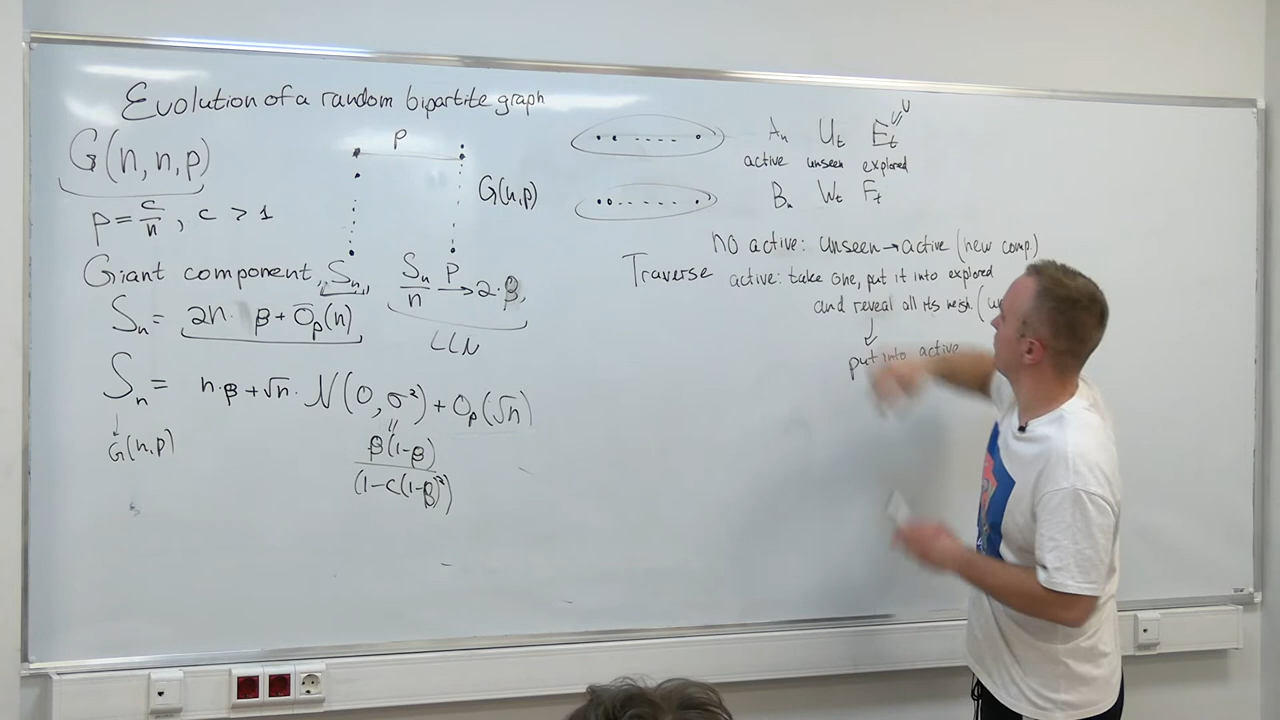 Evolution of a random bipartite graph
G(n,n,p)
p
G(n,p)
p = c/n , c > 1
Giant component, Sₙ, Sₙ/n →ᴾ 2·β,
Sₙ = 2n· β + ōₚ(n)
LLN
Sₙ = n·β + √n · N(0, σ²) + oₚ(√n)
↓
G(n,p)
॥
β(1-β)
(1-c(1-β)²)
Aₙ Uₜ Eₜ U
active unseen explored
Bₙ Wₜ Fₜ
no active: unseen → active (new comp.)
Traverse active: take one, put it into explored
and reveal all its neigh. (
↓
put into active